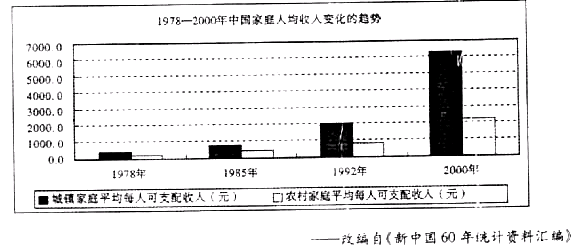 1978—2000年中国家庭人均收入变化的趋势
7000.0
6000.0
5000.0
4000.0
3000.0
2000.0
1000.0
0.0
1978年 1985年 1992年 2000年
城镇家庭平均每人可支配收入（元） 农村家庭平均每人可支配收入（元）
——改编自《新中国60年统计资料汇编》